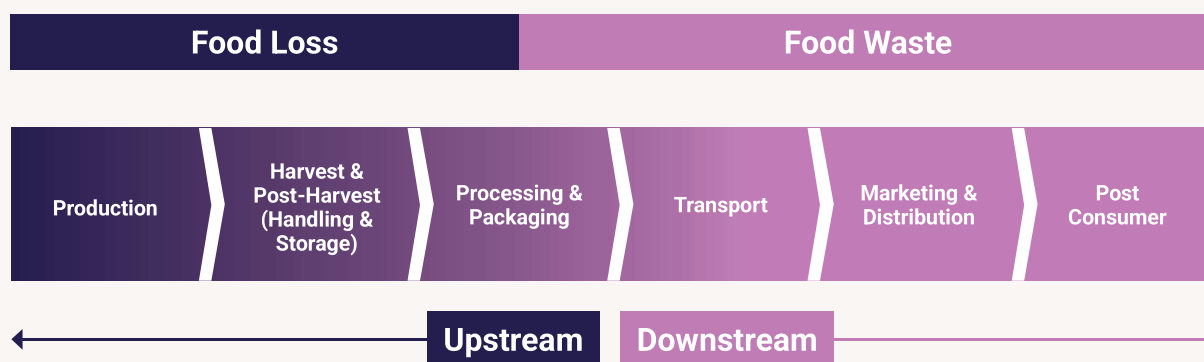 Food Loss
Food Waste
Production
Harvest &
Post-Harvest
(Handling &
Storage)
Processing &
Packaging
Transport
Marketing &
Distribution
Post
Consumer
Upstream
Downstream